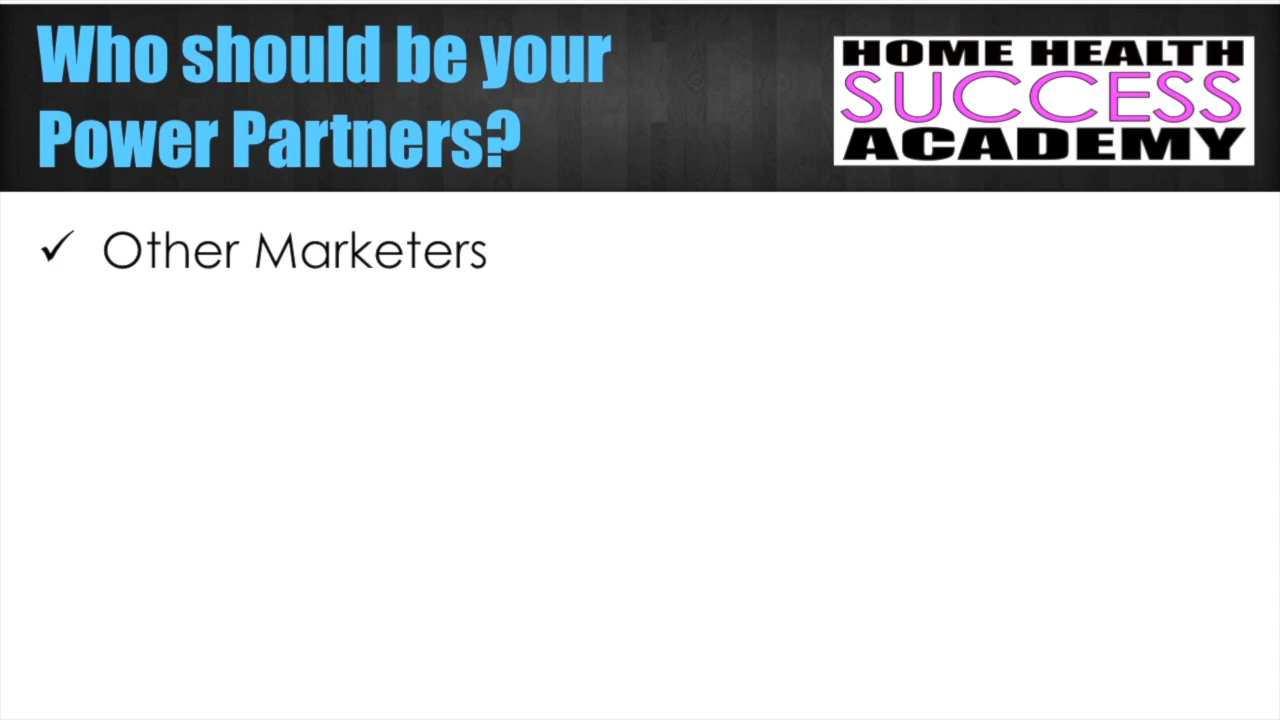 Who should be your
Power Partners?
HOME HEALTH
SUCCESS
ACADEMY
✓ Other Marketers